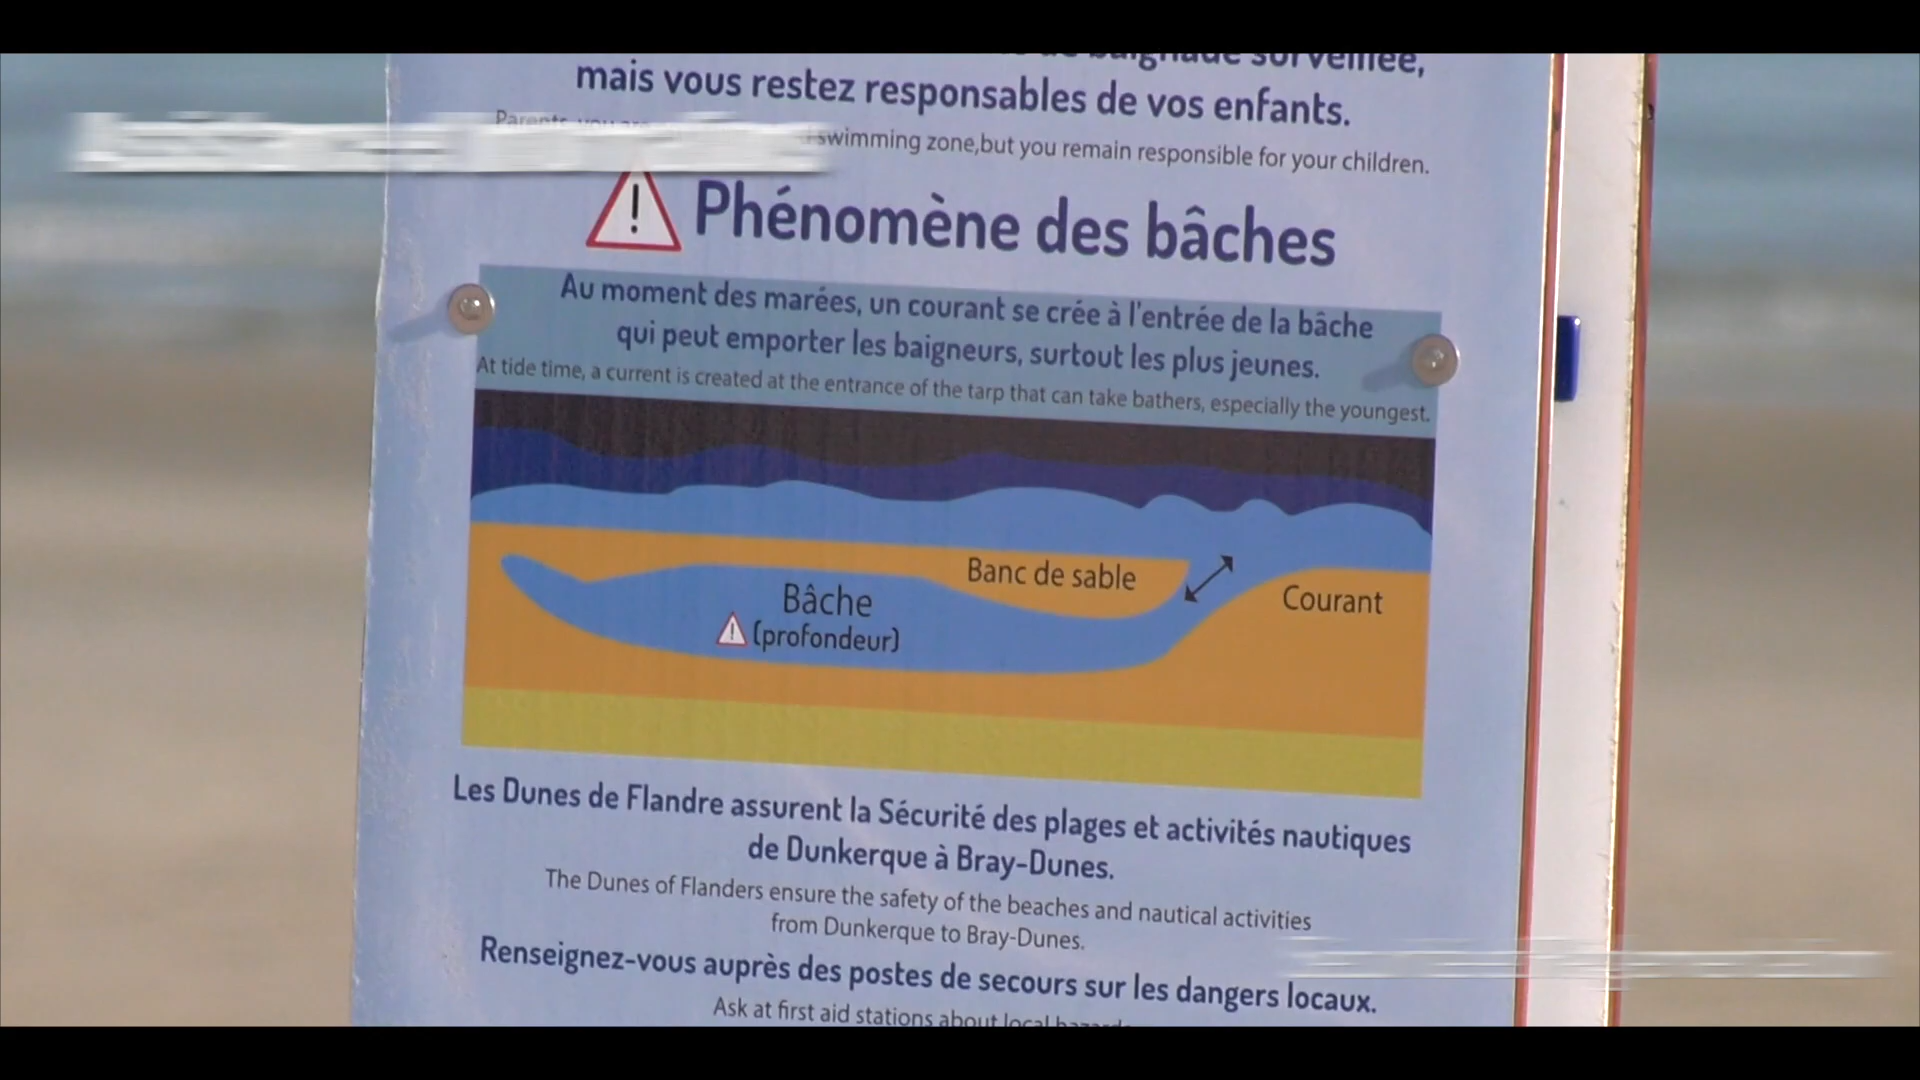 baignade surveillée,
mais vous restez responsables de vos enfants.
Parents, you are swimming zone,but you remain responsible for your children.
! Phénomène des bâches
Au moment des marées, un courant se crée à l'entrée de la bâche
qui peut emporter les baigneurs, surtout les plus jeunes.
At tide time, a current is created at the entrance of the tarp that can take bathers, especially the youngest.
Banc de sable
Courant
Bâche
! (profondeur)
Les Dunes de Flandre assurent la Sécurité des plages et activités nautiques
de Dunkerque à Bray-Dunes.
The Dunes of Flanders ensure the safety of the beaches and nautical activities
from Dunkerque to Bray-Dunes.
Renseignez-vous auprès des postes de secours sur les dangers locaux.
Ask at first aid stations about local